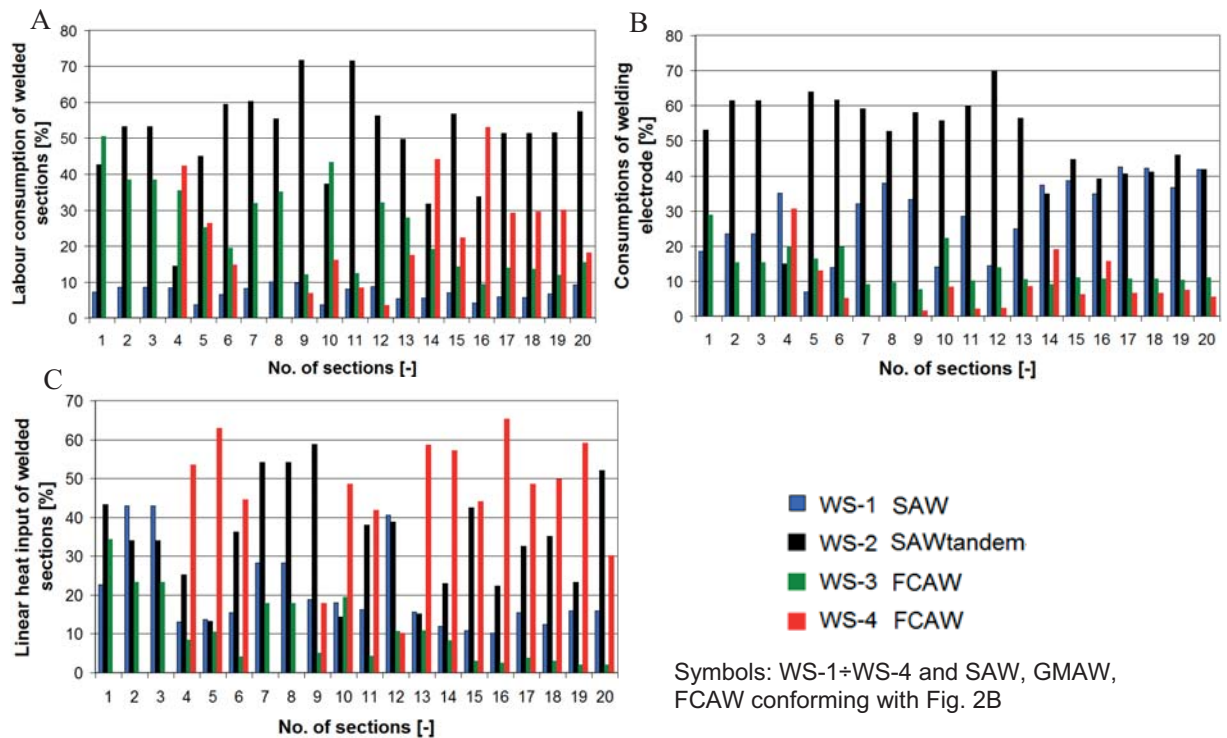 A
Labour consumption of welded
sections [%]
80
70
60
50
40
30
20
10
0
1 2 3 4 5 6 7 8 9 10 11 12 13 14 15 16 17 18 19 20
No. of sections [-]
B
Consumptions of welding
electrode [%]
80
70
60
50
40
30
20
10
0
1 2 3 4 5 6 7 8 9 10 11 12 13 14 15 16 17 18 19 20
No. of sections [-]
C
Linear heat input of welded
sections [%]
70
60
50
40
30
20
10
0
1 2 3 4 5 6 7 8 9 10 11 12 13 14 15 16 17 18 19 20
No. of sections [-]
WS-1 SAW
WS-2 SAWtandem
WS-3 FCAW
WS-4 FCAW
Symbols: WS-1÷WS-4 and SAW, GMAW,
FCAW conforming with Fig. 2B